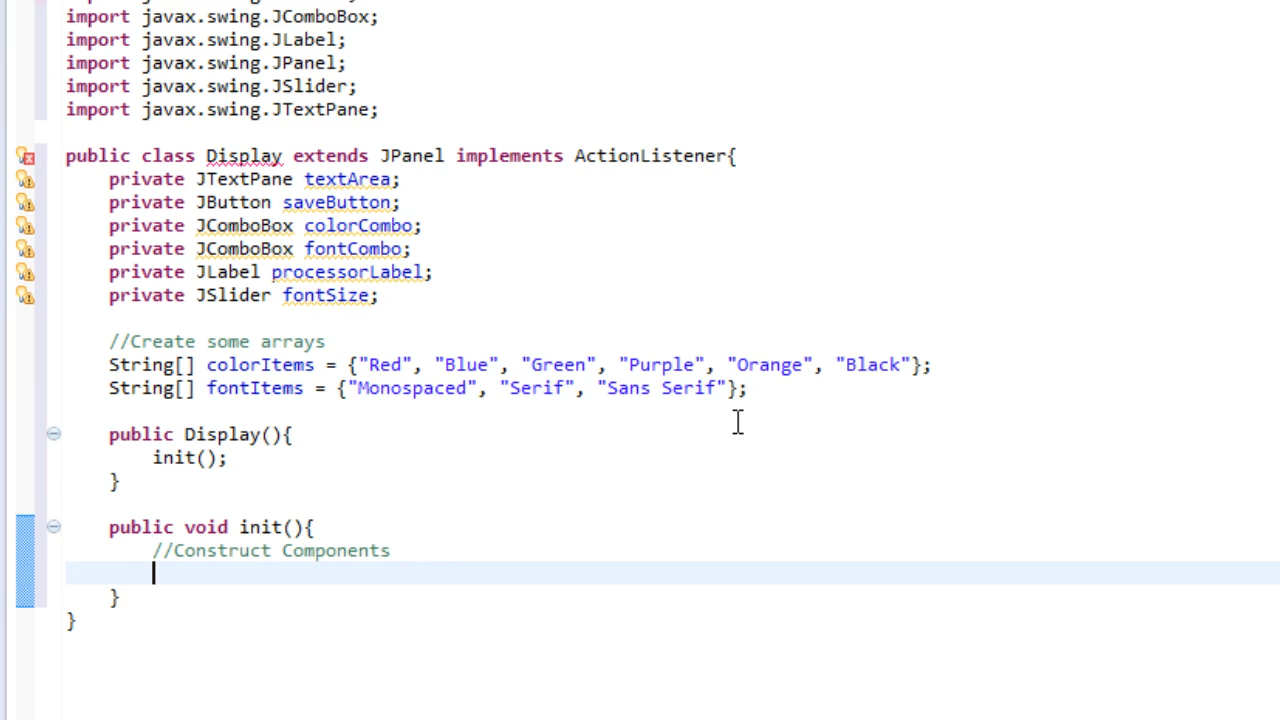 import javax.swing.JComboBox;
import javax.swing.JLabel;
import javax.swing.JPanel;
import javax.swing.JSlider;
import javax.swing.JTextPane;
public class Display extends JPanel implements ActionListener{
private JTextPane textArea;
private JButton saveButton;
private JComboBox colorCombo;
private JComboBox fontCombo;
private JLabel processorLabel;
private JSlider fontSize;
//Create some arrays
String[] colorItems = {"Red", "Blue", "Green", "Purple", "Orange", "Black"};
String[] fontItems = {"Monospaced", "Serif", "Sans Serif"};
public Display(){
init();
}
public void init(){
//Construct Components
}
}